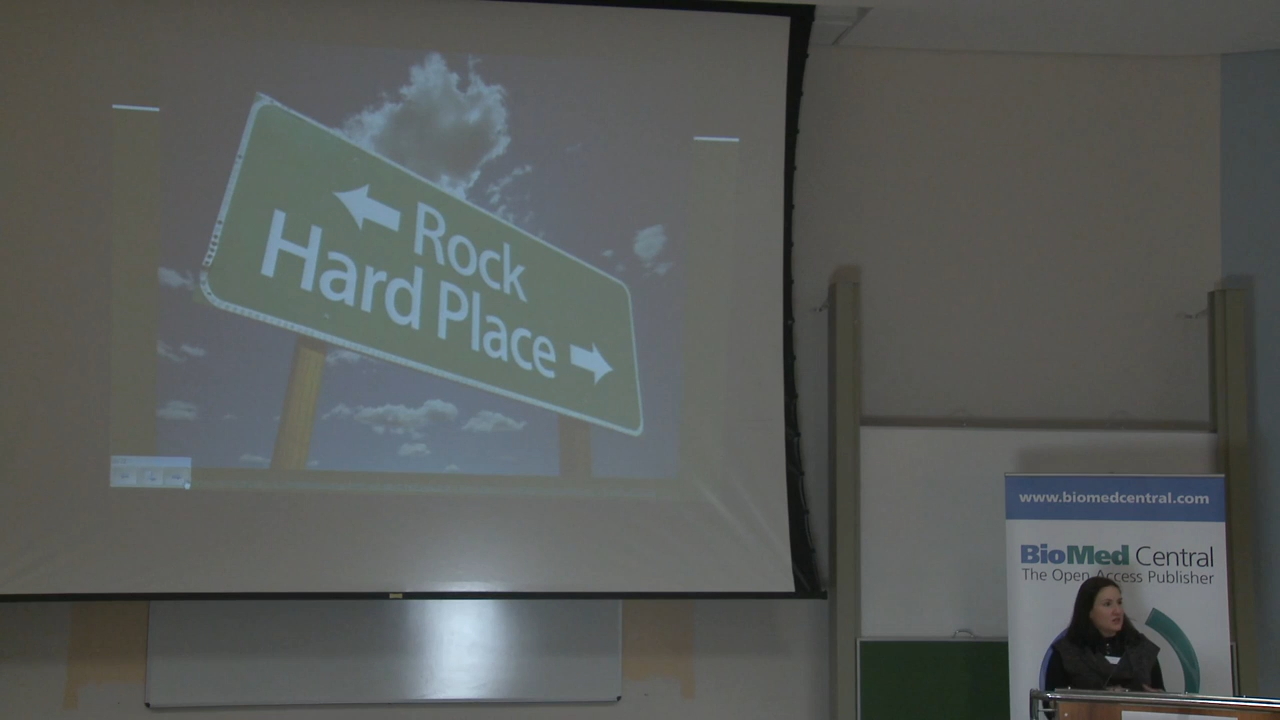 Rock
Hard Place
www.biomedcentral.com
BioMed Central
The Open Access Publisher